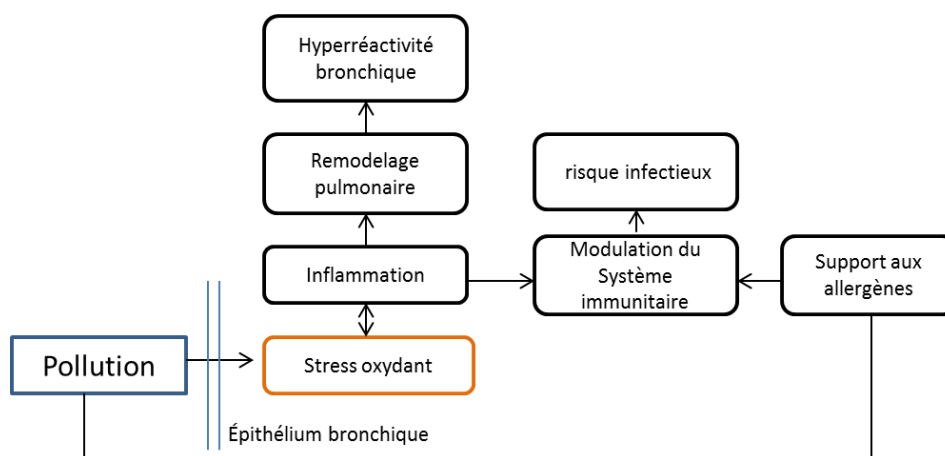 Hyperréactivité
bronchique
Remodelage
pulmonaire
risque infectieux
Inflammation
Modulation du
Système
immunitaire
Support aux
allergènes
Pollution
Stress oxydant
Épithélium bronchique